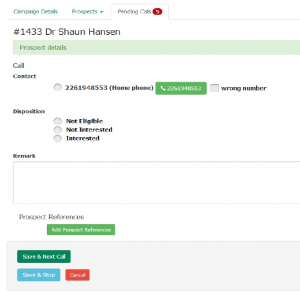 Campaign Details Prospects Pending Calls 5
#1433 Dr Shaun Hansen
Prospect details
Call
Contact
2261948553 (Home phone) 2261948553 wrong number
Disposition
Not Eligible
Not Interested
Interested
Remark
Prospect References
Add Prospect References
Save & Next Call
Save & Stop Cancel